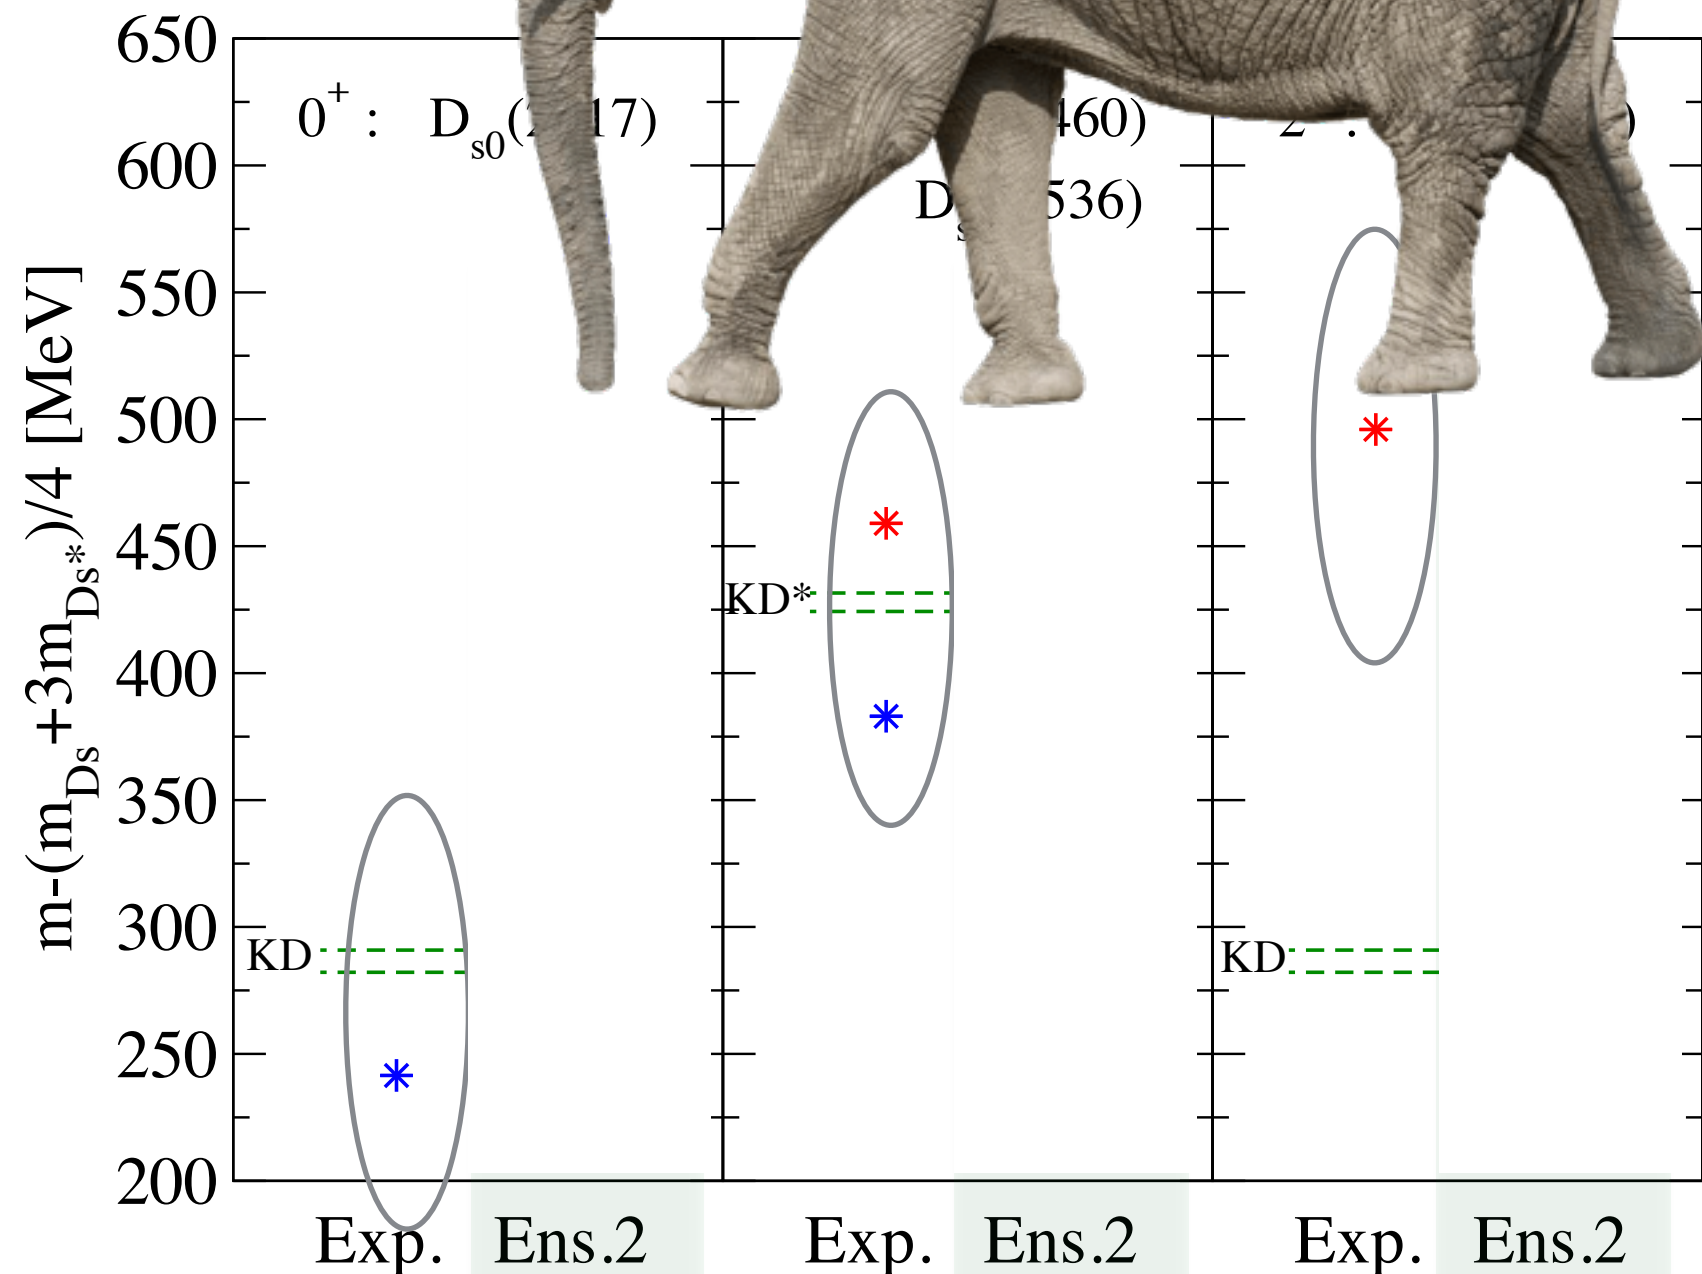 650
0+ : Ds0(2 17)
460)
2 . )
600
D 536)
550
500
450
KD*
400
350
300
KD
KD
250
200
m-(mDs+3mDs*)/4 [MeV]
Exp. Ens.2 Exp. Ens.2 Exp. Ens.2